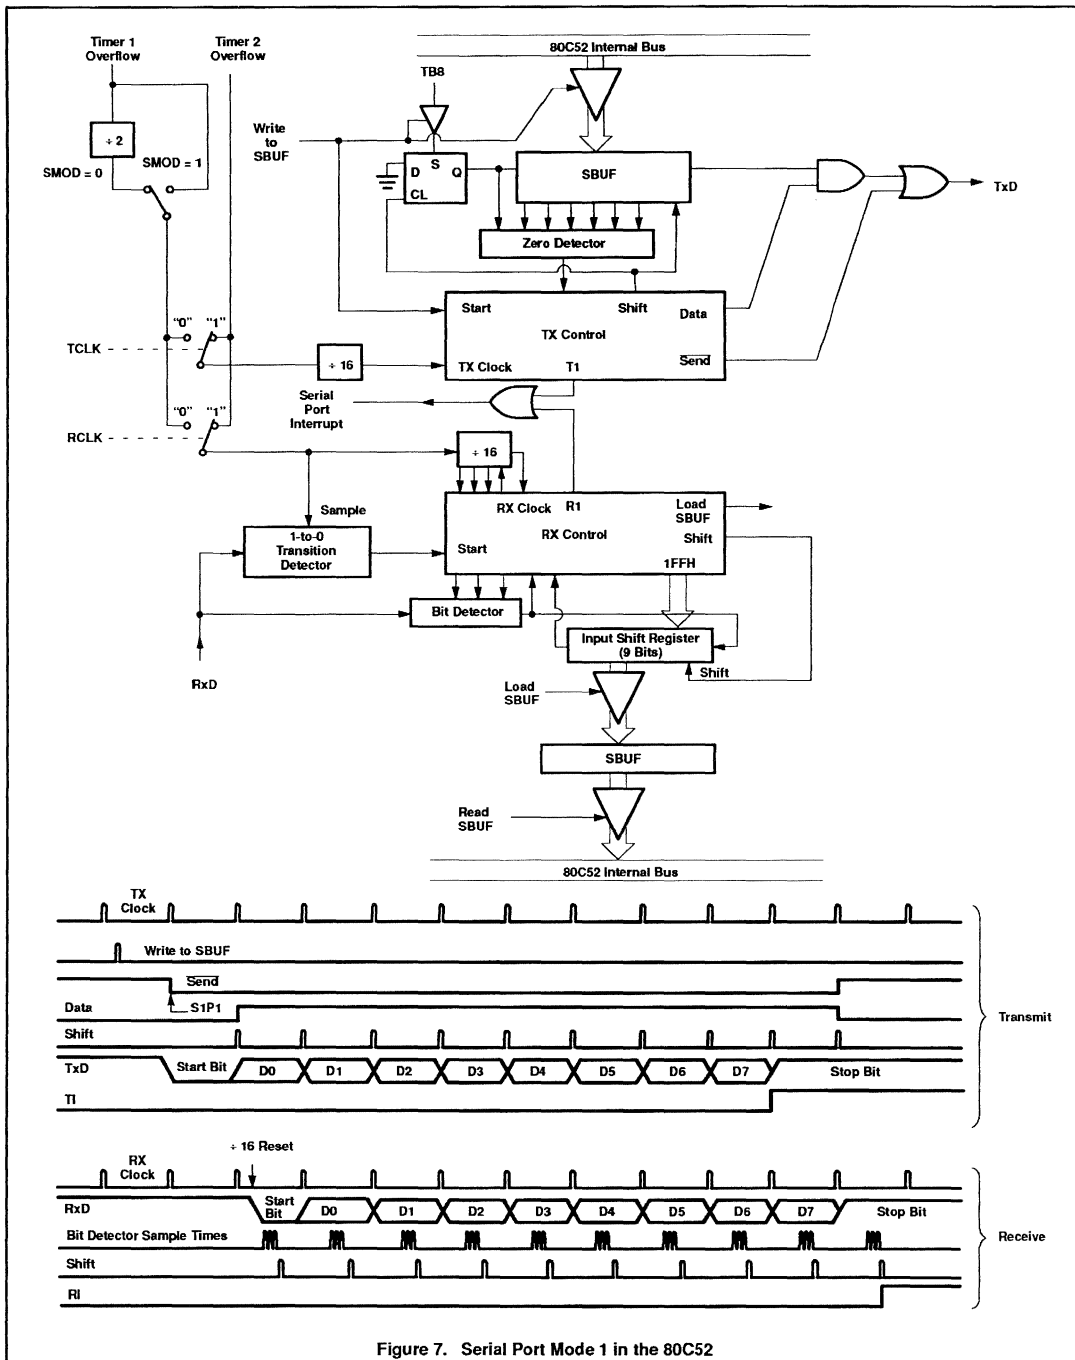 Timer 1
Overflow
Timer 2
Overflow
80C52 Internal Bus
TB8
÷ 2
Write
to
SBUF
SMOD = 1
SMOD = 0
D
S
Q
CL
SBUF
TxD
Zero Detector
Start
Shift
Data
TX Control
"0"
"1"
TCLK
÷ 16
TX Clock
T1
Send
Serial
Port
Interrupt
"0"
"1"
RCLK
÷ 16
Sample
RX Clock
R1
Load
SBUF
RX Control
Shift
1-to-0
Transition
Detector
Start
1FFH
Bit Detector
Input Shift Register
(9 Bits)
Shift
RxD
Load
SBUF
SBUF
Read
SBUF
80C52 Internal Bus
TX
Clock
Write to SBUF
Send
Data
S1P1
Shift
TxD
Start Bit
D0
D1
D2
D3
D4
D5
D6
D7
Stop Bit
TI
Transmit
÷ 16 Reset
RX
Clock
RxD
Start
Bit
D0
D1
D2
D3
D4
D5
D6
D7
Stop Bit
Bit Detector Sample Times
Shift
RI
Receive
Figure 7. Serial Port Mode 1 in the 80C52